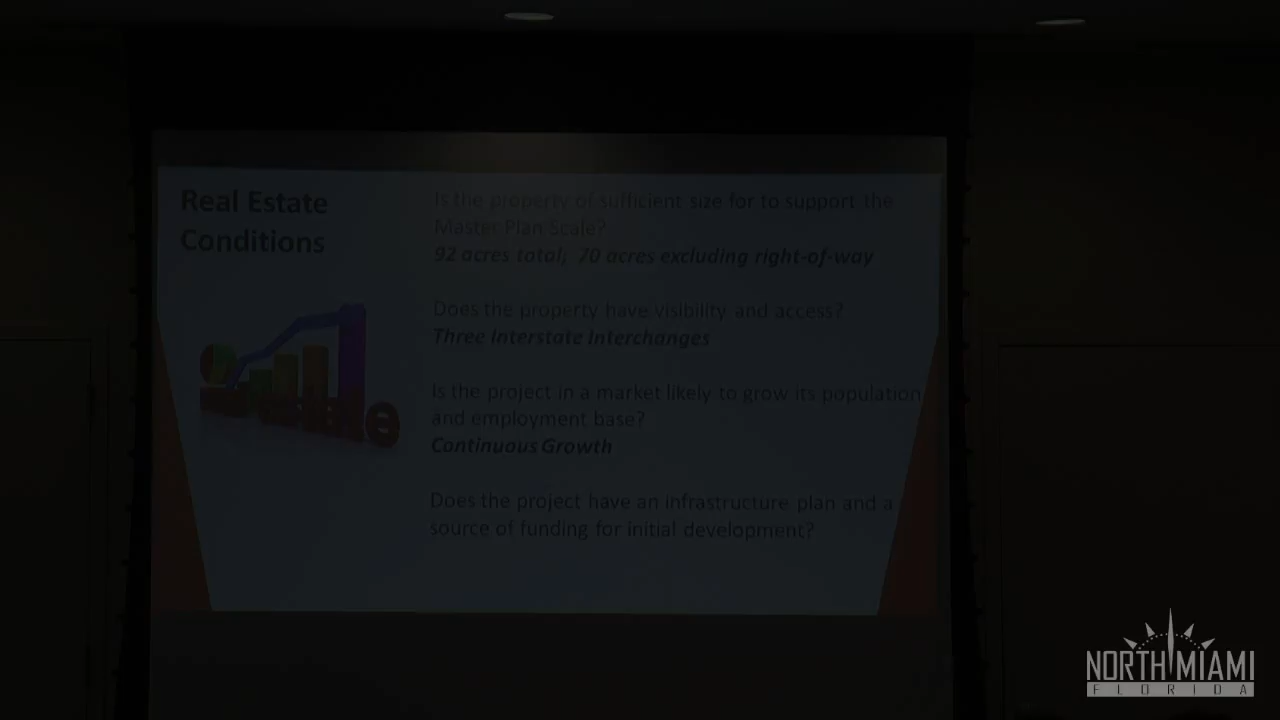 Real Estate
Conditions
Is the property of sufficient size for to support the
Master Plan Scale?
92 acres total; 70 acres excluding right-of-way
Does the property have visibility and access?
Three Interstate Interchanges
Is the project in a market likely to grow its population
and employment base?
Continuous Growth
Does the project have an infrastructure plan and a
source of funding for initial development?
NORTH MIAMI
FLORIDA